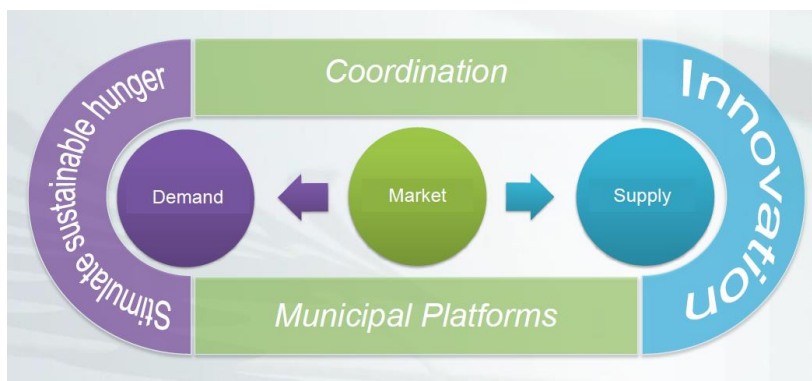 Coordination
Stimulate sustainable hunger
Demand
Market
Supply
Innovation
Municipal Platforms